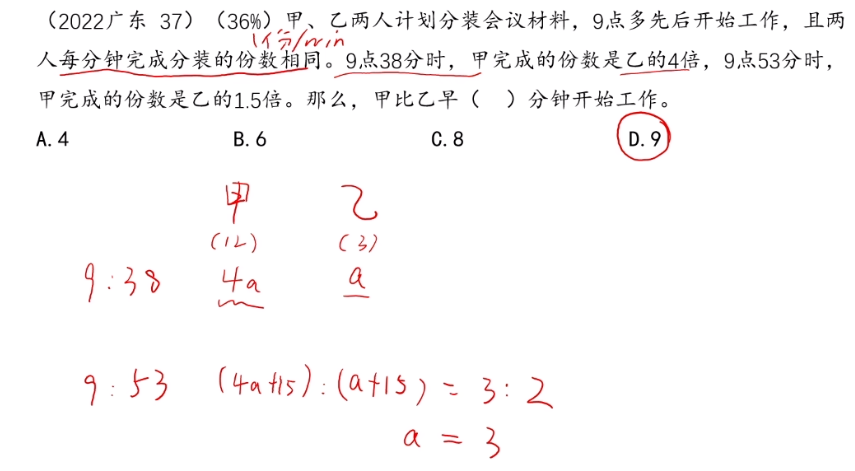 （2022广东 37）（36%）甲、乙两人计划分装会议材料，9点多先后开始工作，且两
1份/min
人每分钟完成分装的份数相同。9点38分时，甲完成的份数是乙的4倍，9点53分时，
甲完成的份数是乙的1.5倍。那么，甲比乙早（ ）分钟开始工作。
A.4 B.6 C.8 D.9
甲 乙
(12) (3)
9:38 4a a
9:53 (4a+15):(a+15)=3:2
a=3